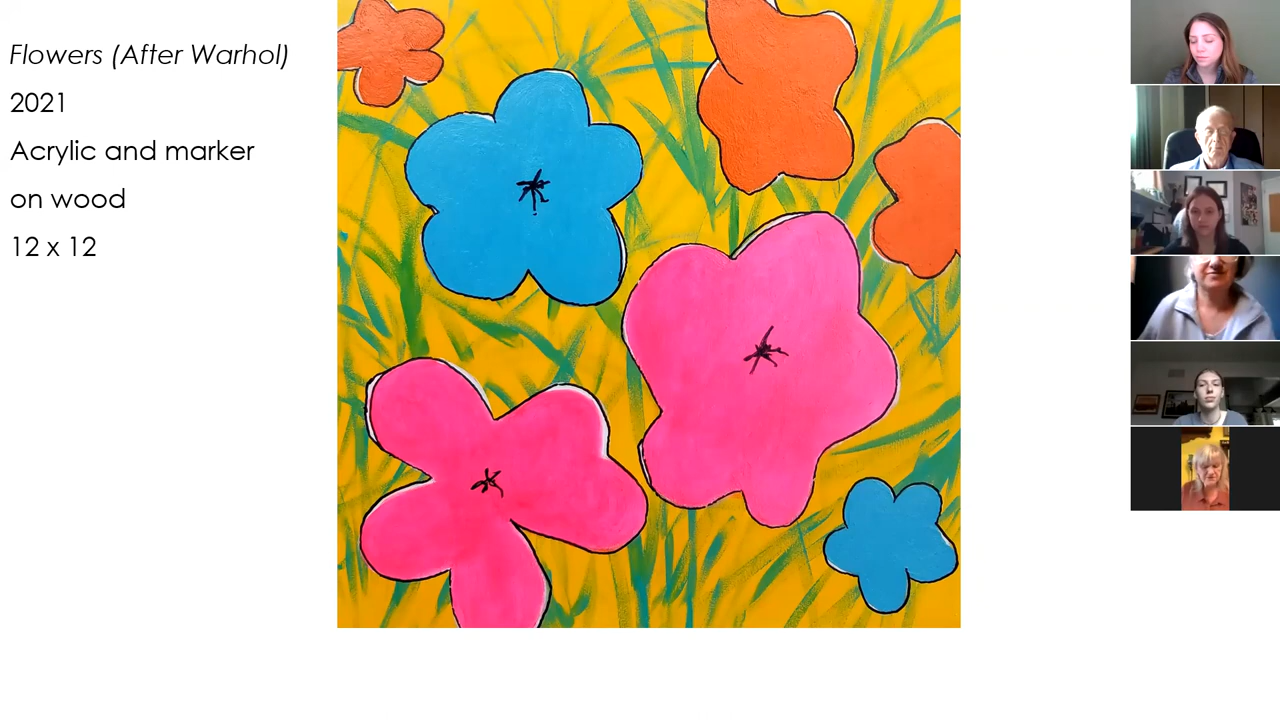 Flowers (After Warhol)
2021
Acrylic and marker
on wood
12 x 12